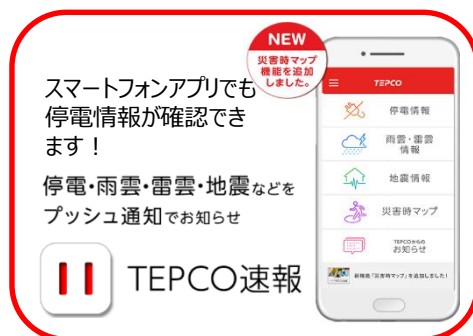 NEW
災害時マップ
機能を追加
しました。
スマートフォンアプリでも
停電情報が確認でき
ます！
停電・雨雲・雷雲・地震などを
プッシュ通知でお知らせ
TEPCO速報
TEPCO
停電情報
雨雲・雷雲
情報
地震情報
災害時マップ
TEPCOからの
お知らせ
新機能「災害時マップ」を追加しました！